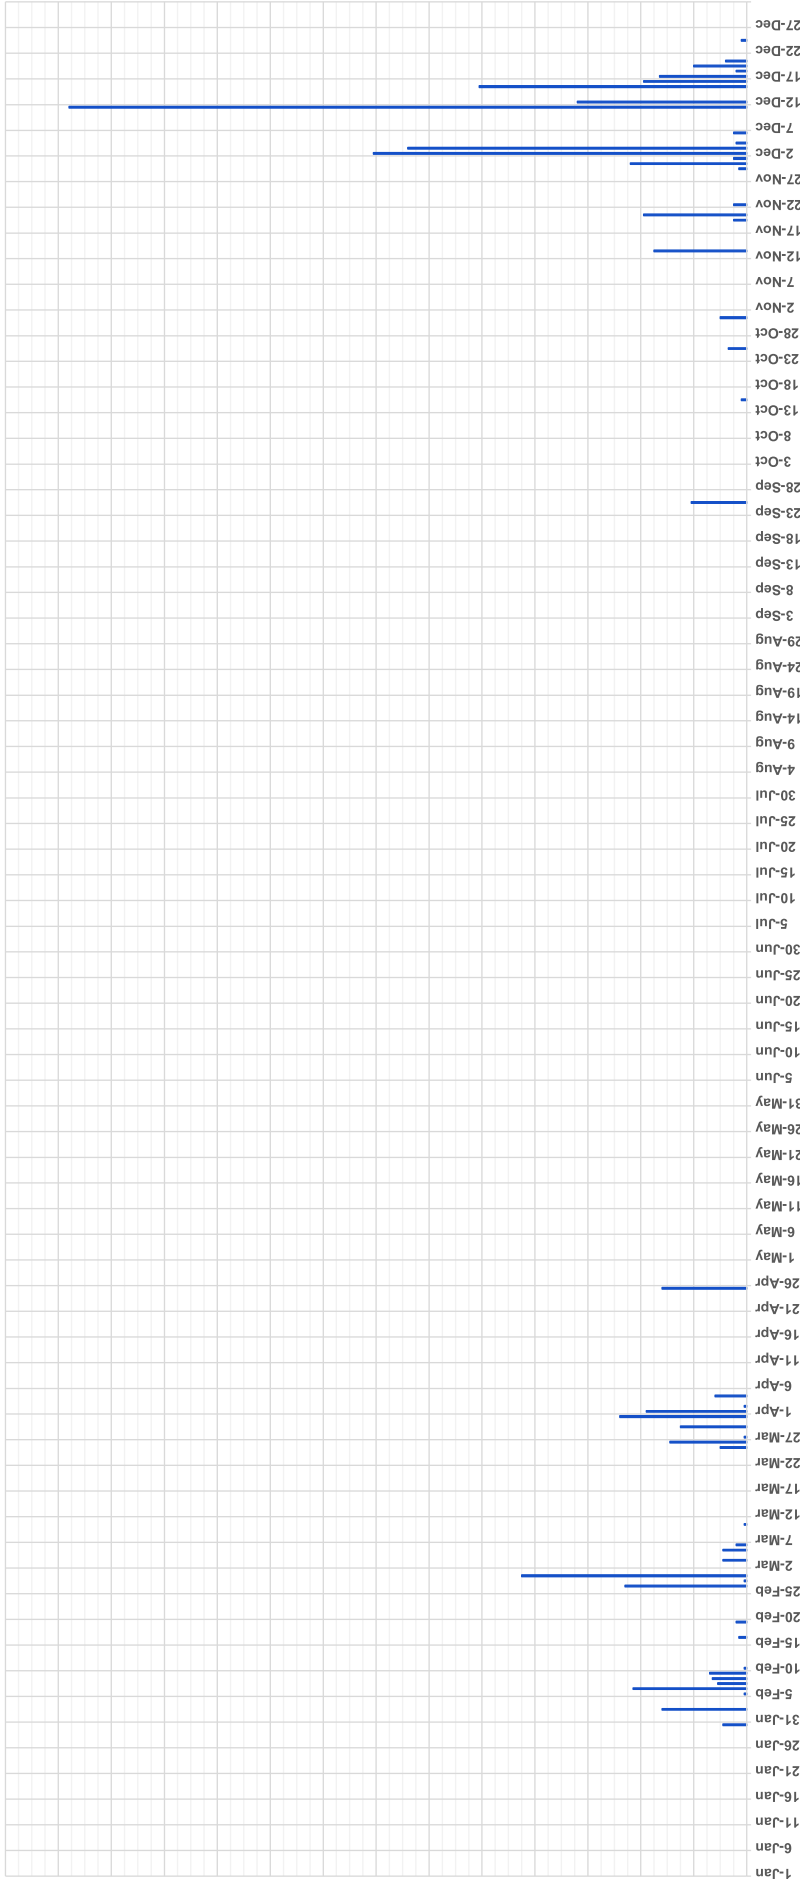 1-Jan
6-Jan
11-Jan
16-Jan
21-Jan
26-Jan
31-Jan
5-Feb
10-Feb
15-Feb
20-Feb
25-Feb
2-Mar
7-Mar
12-Mar
17-Mar
22-Mar
27-Mar
1-Apr
6-Apr
11-Apr
16-Apr
21-Apr
26-Apr
1-May
6-May
11-May
16-May
21-May
26-May
31-May
5-Jun
10-Jun
15-Jun
20-Jun
25-Jun
30-Jun
5-Jul
10-Jul
15-Jul
20-Jul
25-Jul
30-Jul
4-Aug
9-Aug
14-Aug
19-Aug
24-Aug
29-Aug
3-Sep
8-Sep
13-Sep
18-Sep
23-Sep
28-Sep
3-Oct
8-Oct
13-Oct
18-Oct
23-Oct
28-Oct
2-Nov
7-Nov
12-Nov
17-Nov
22-Nov
27-Nov
2-Dec
7-Dec
12-Dec
17-Dec
22-Dec
27-Dec